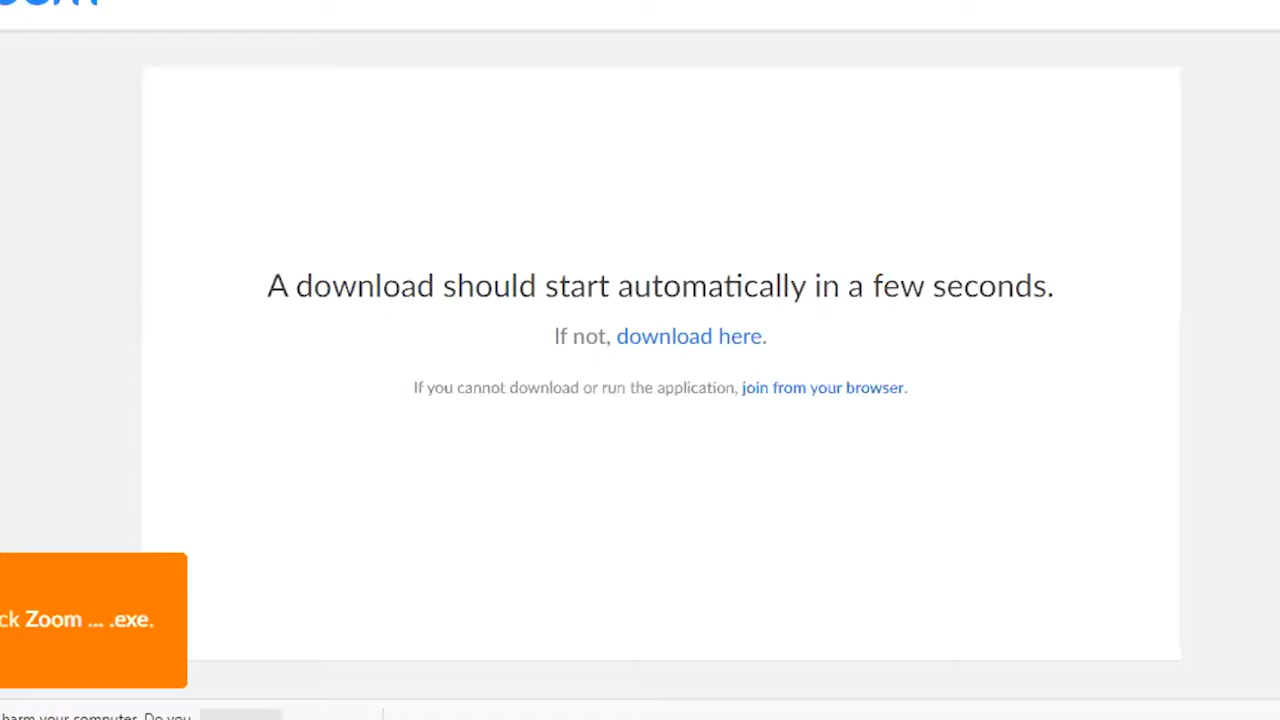 A download should start automatically in a few seconds.
If not, download here.
If you cannot download or run the application, join from your browser.
Zoom ... .exe.
harm your computer. Do you